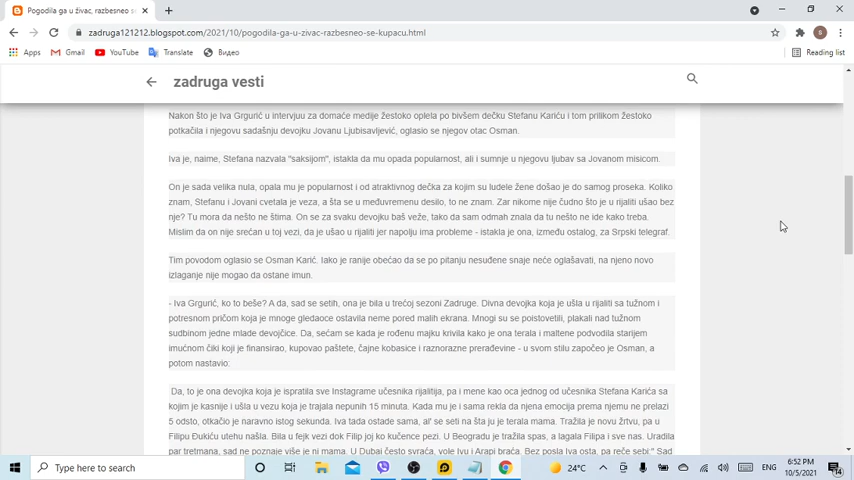 Pogodila ga u živac, razbesneo s
zadruga121212.blogspot.com/2021/10/pogodila-ga-u-zivac-razbesneo-se-kupacu.html
Apps
Gmail
YouTube
Translate
Видео
Reading list
zadruga vesti
Nakon što je Iva Grgurić u intervjuu za domaće medije žestoko oplela po bivšem dečku Stefanu Kariću i tom prilikom žestoko
potkačila i njegovu sadašnju devojku Jovanu Ljubisavljević, oglasio se njegov otac Osman.
Iva je, naime, Stefana nazvala "saksijom", istakla da mu opada popularnost, ali i sumnje u njegovu ljubav sa Jovanom misicom.
On je sada velika nula, opala mu je popularnost i od atraktivnog dečka za kojim su ludele žene došao je do samog proseka. Koliko
znam, Stefanu i Jovani cvetala je veza, a šta se u međuvremenu desilo, to ne znam. Zar nikome nije čudno što je u rijaliti ušao bez
nje? Tu mora da nešto ne štima. On se za svaku devojku baš veže, tako da sam odmah znala da tu nešto ne ide kako treba.
Mislim da on nije srećan u toj vezi, da je ušao u rijaliti jer napolju ima probleme - istakla je ona, između ostalog, za Srpski telegraf.
Tim povodom oglasio se Osman Karić. Iako je ranije obećao da se po pitanju nesuđene snaje neće oglašavati, na njeno novo
izlaganje nije mogao da ostane imun.
- Iva Grgurić, ko to beše? A da, sad se setih, ona je bila u trećoj sezoni Zadruge. Divna devojka koja je ušla u rijaliti sa tužnom i
potresnim pričom koja je mnoge gledaoce ostavila neme pored malih ekrana. Mnogi su se poistovetili, plakali nad tužnom
sudbinom jedne mlade devojčice. Da, sećam se kada je rođenu majku krivila kako je ona terala i maltene podvodila starijem
imućnom čiki koji je finansirao, kupovao paštete, čajne kobasice i raznorazne prerađevine - u svom stilu započeo je Osman, a
potom nastavio:
Da, to je ona devojka koja je ispratila sve Instagrame učesnika rijalitija, pa i mene kao oca jednog od učesnika Stefana Karića sa
kojim je kasnije i ušla u vezu koja je trajala nepunih 15 minuta. Kada mu je i sama rekla da njena emocija prema njemu ne prelazi
5 odsto, otkačio je naravno istog sekunda. Iva tada ostade sama, al' se seti na šta ju je terala mama. Tražila je novu žrtvu, pa u
Filipu Đukiću utehu našla. Bila u fejk vezi dok Filip joj ko kučence pezi. U Beogradu je tražila spas, a lagala Filipa i sve nas. Uradila
par tretmana, sad ne poznaje više je ni mama. U Dubai često svraća, vole Ivu i Arapi braća. Bez posla Iva osta, pa reče sebi:" Sad
Type here to search
24°C
ENG
6:52 PM
10/5/2021
14